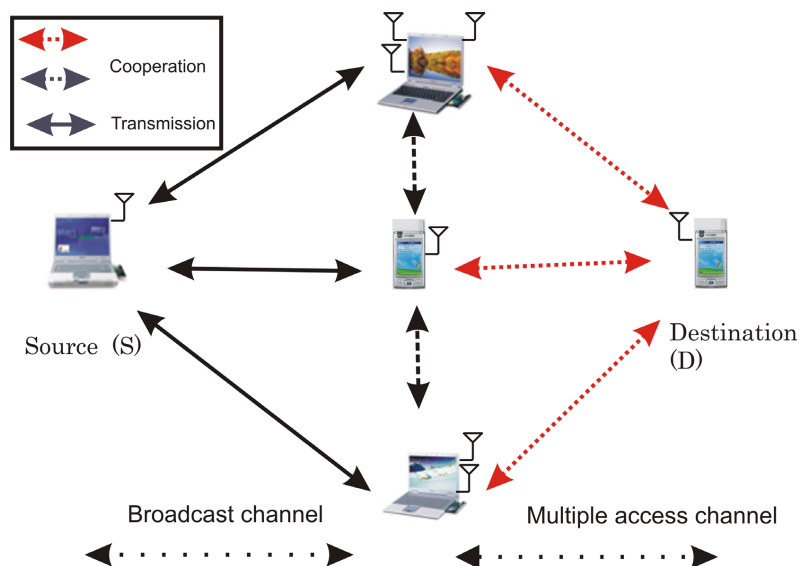 Cooperation
Transmission
Source (S)
Destination
(D)
Broadcast channel
Multiple access channel